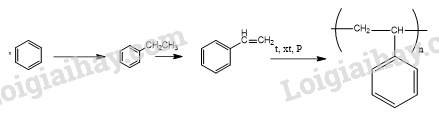 CH₂CH₃
H
C=CH₂
t, xt, P
CH₂
CH
n
Loigiaihay.com
Loigiaihay.com